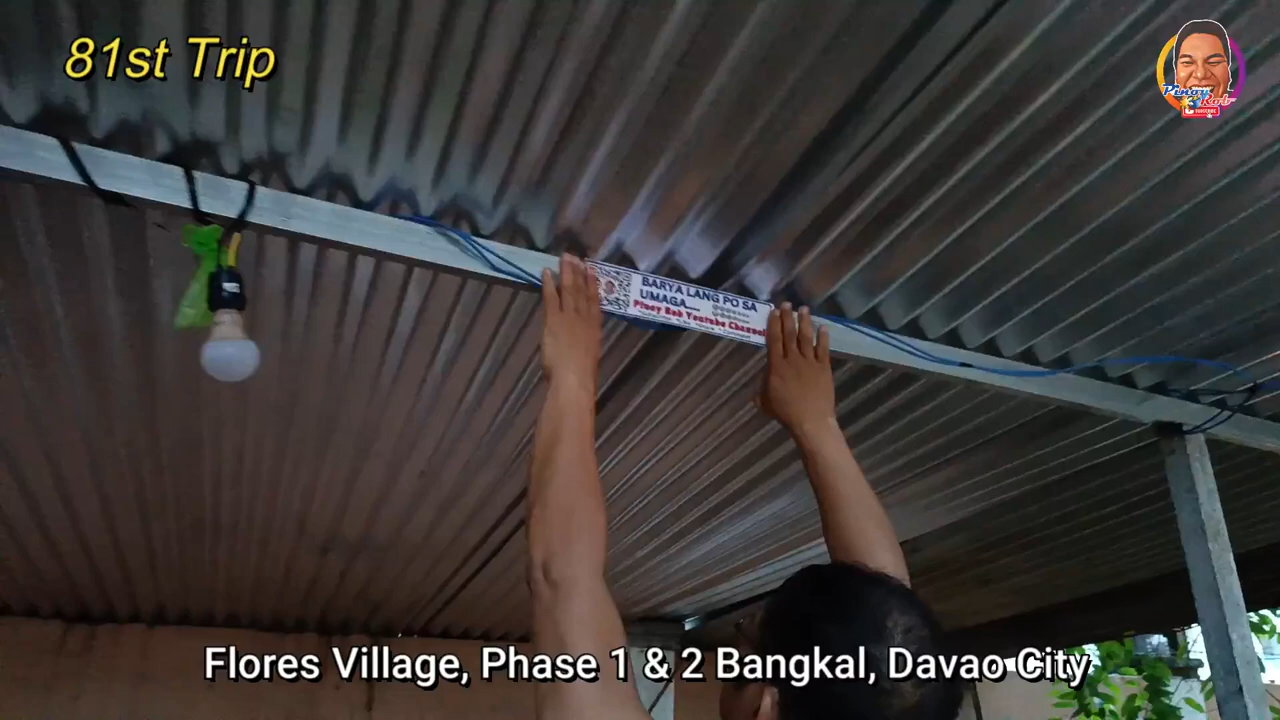 81st Trip
Pinoy
Rob
BARYA LANG PO SA
UMAGA....
Pinoy Rob Youtube Channel
Flores Village, Phase 1 & 2 Bangkal, Davao City